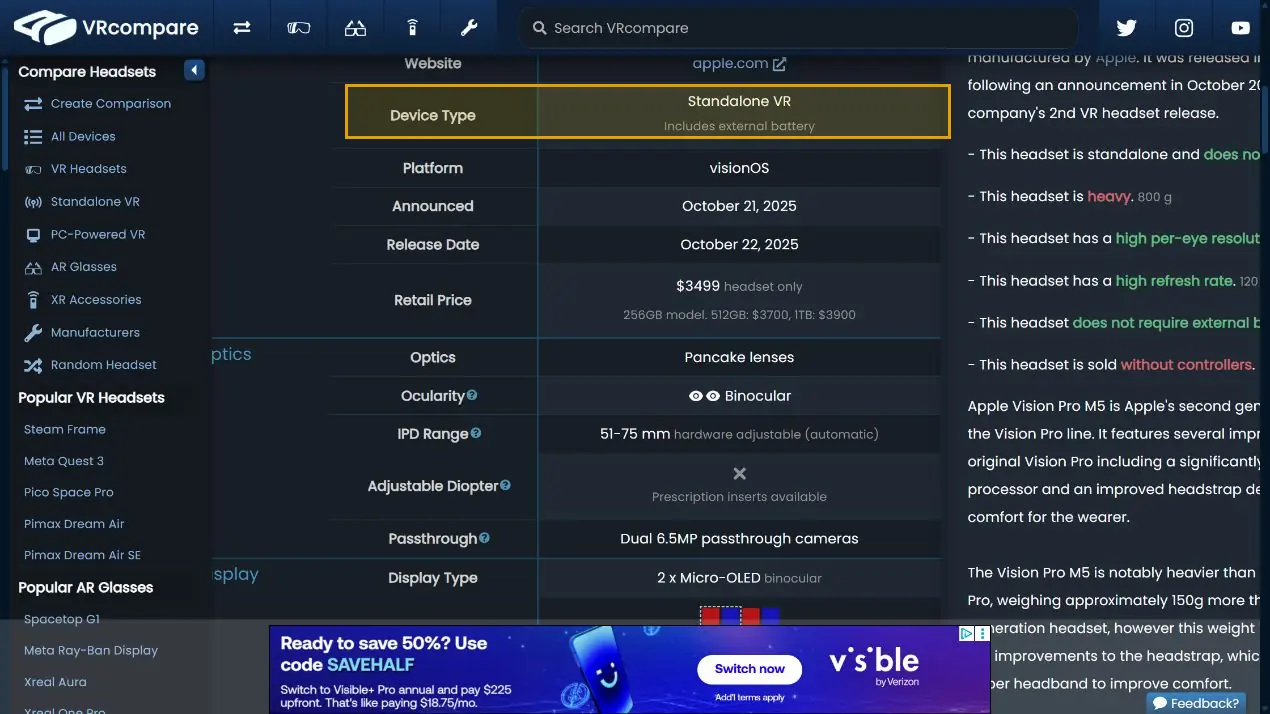 VRcompare
Search VRcompare
Compare Headsets
Create Comparison
All Devices
VR Headsets
Standalone VR
PC-Powered VR
AR Glasses
XR Accessories
Manufacturers
Random Headset
Popular VR Headsets
Steam Frame
Meta Quest 3
Pico Space Pro
Pimax Dream Air
Pimax Dream Air SE
Popular AR Glasses
Spacetop G1
Meta Ray-Ban Display
Xreal Aura
Xreal One Pro
Website apple.com
Device Type Standalone VR
Includes external battery
Platform visionOS
Announced October 21, 2025
Release Date October 22, 2025
Retail Price $3499 headset only
256GB model. 512GB: $3700, 1TB: $3900
ptics
Optics Pancake lenses
Ocularity Binocular
IPD Range 51-75 mm hardware adjustable (automatic)
Adjustable Diopter
Prescription inserts available
Passthrough Dual 6.5MP passthrough cameras
splay
Display Type 2 x Micro-OLED binocular
manufactured by Apple. It was released i
following an announcement in October 20
company's 2nd VR headset release.
- This headset is standalone and does no
- This headset is heavy. 800 g
- This headset has a high per-eye resolut
- This headset has a high refresh rate. 120
- This headset does not require external b
- This headset is sold without controllers.
Apple Vision Pro M5 is Apple's second gen
the Vision Pro line. It features several impr
original Vision Pro including a significantly
processor and an improved headstrap de
comfort for the wearer.
The Vision Pro M5 is notably heavier than
Pro, weighing approximately 150g more th
neration headset, however this weight
improvements to the headstrap, whic
per headband to improve comfort.
Ready to save 50%? Use
code SAVEHALF
Switch to Visible+ Pro annual and pay $225
upfront. That's like paying $18.75/mo.
Switch now
Add'l terms apply
visible
by Verizon
Feedback?